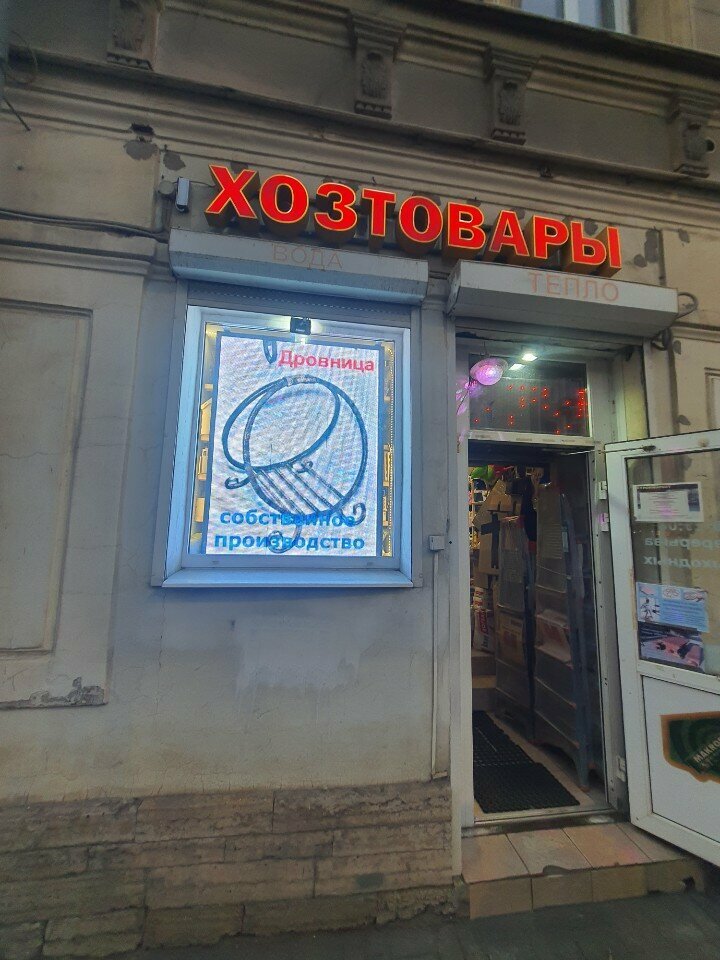 ХОЗТОВАРЫ
ВОДА
ТЕПЛО
Дровница
собственное
производство